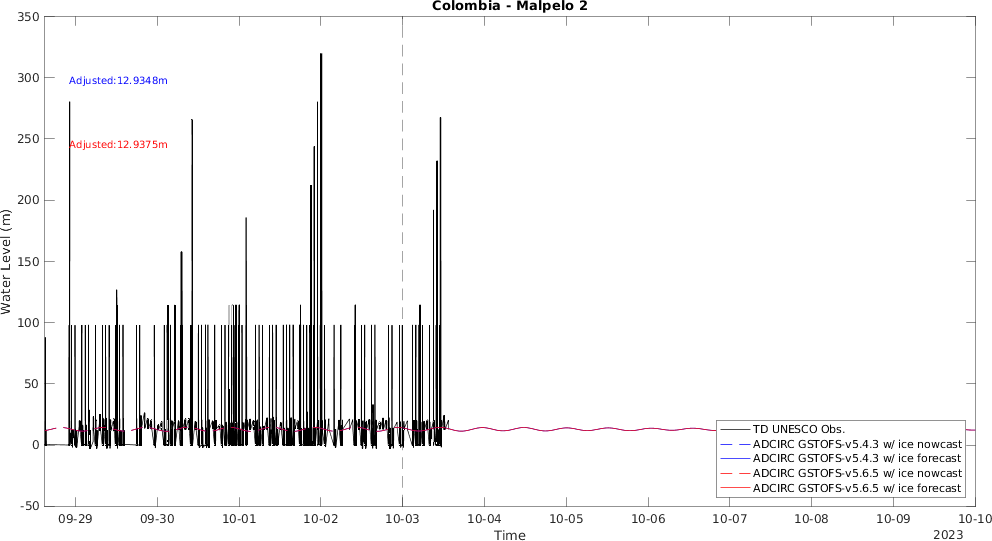 Colombia - Malpelo 2
350
300
250
200
150
100
50
0
-50
Water Level (m)
Adjusted:12.9348m
Adjusted:12.9375m
TD UNESCO Obs.
ADCIRC GSTOFS-v5.4.3 w/ ice nowcast
ADCIRC GSTOFS-v5.4.3 w/ ice forecast
ADCIRC GSTOFS-v5.6.5 w/ ice nowcast
ADCIRC GSTOFS-v5.6.5 w/ ice forecast
09-29 09-30 10-01 10-02 10-03 10-04 10-05 10-06 10-07 10-08 10-09 10-10
Time
2023